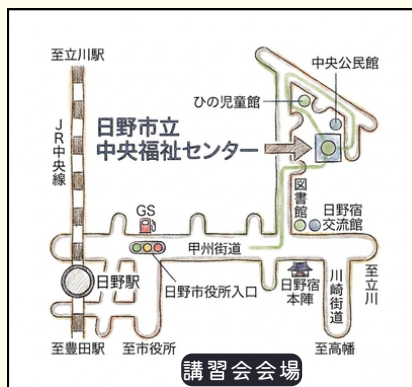 至立川駅
中央公民館
ひの児童館
日野市立
中央福祉センター
JR中央線
図書館
日野宿
交流館
GS
甲州街道
日野市役所入口
日野宿
本陣
川崎街道
至立川
日野駅
至豊田駅
至市役所
至高幡
講習会会場